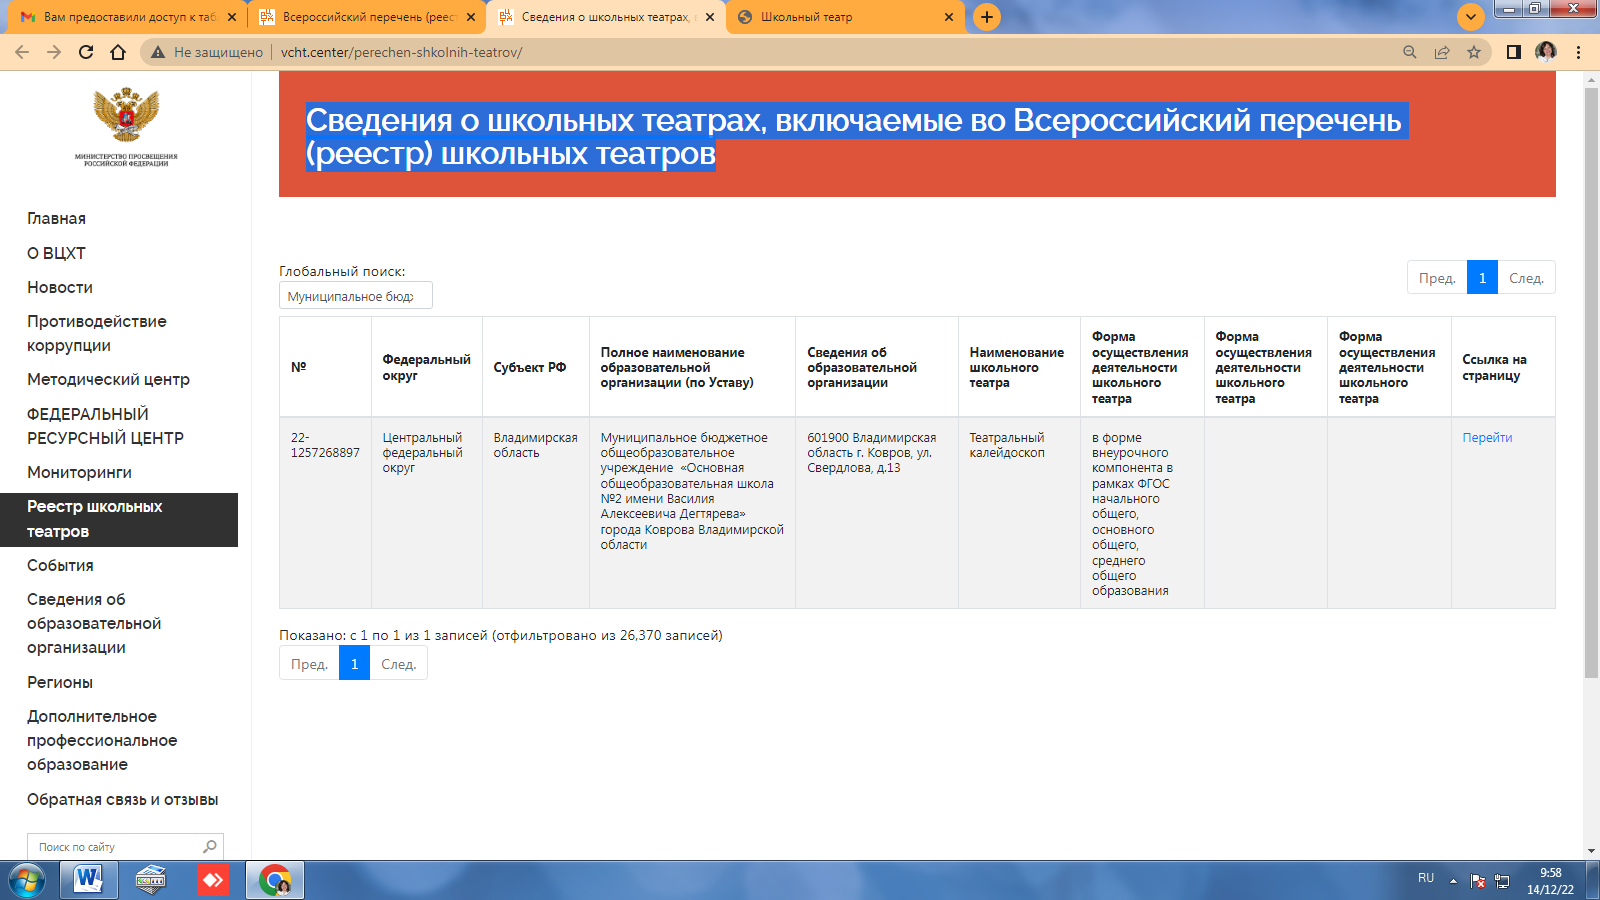 Вам предоставили доступ к таб
Всероссийский перечень (реест
Сведения о школьных театрах,
Школьный театр
Не защищено
vcht.center/perechen-shkolnih-teatrov/
МИНИСТЕРСТВО ПРОСВЕЩЕНИЯ
РОССИЙСКОЙ ФЕДЕРАЦИИ
Главная
О ВЦХТ
Новости
Противодействие
коррупции
Методический центр
ФЕДЕРАЛЬНЫЙ
РЕСУРСНЫЙ ЦЕНТР
Мониторинги
Реестр школьных
театров
События
Сведения об
образовательной
организации
Регионы
Дополнительное
профессиональное
образование
Обратная связь и отзывы
Поиск по сайту
Сведения о школьных театрах, включаемые во Всероссийский перечень
(реестр) школьных театров
Глобальный поиск:
Муниципальное бюд
Пред. 1 След.
№
Федеральный
округ
Субъект РФ
Полное наименование
образовательной
организации (по Уставу)
Сведения об
образовательной
организации
Наименование
школьного
театра
Форма
осуществления
деятельности
школьного
театра
Форма
осуществления
деятельности
школьного
театра
Форма
осуществления
деятельности
школьного
театра
Ссылка на
страницу
22-
1257268897
Центральный
федеральный
округ
Владимирская
область
Муниципальное бюджетное
общеобразовательное
учреждение «Основная
общеобразовательная школа
№2 имени Василия
Алексеевича Дегтярева»
города Коврова Владимирской
области
601900 Владимирская
область г. Ковров, ул.
Свердлова, д.13
Театральный
калейдоскоп
в форме
внеурочного
компонента в
рамках ФГОС
начального
общего,
основного
общего,
среднего
общего
образования
Перейти
Показано: с 1 по 1 из 1 записей (отфильтровано из 26,370 записей)
Пред. 1 След.
RU
9:58
14/12/22